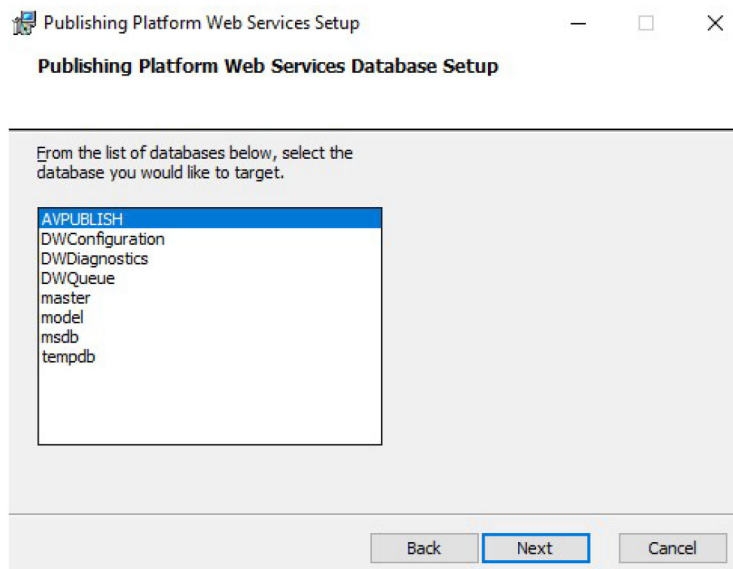 Publishing Platform Web Services Setup
Publishing Platform Web Services Database Setup
From the list of databases below, select the
database you would like to target.
AVPUBLISH
DWConfiguration
DWDiagnostics
DWQueue
master
model
msdb
tempdb
Back Next Cancel